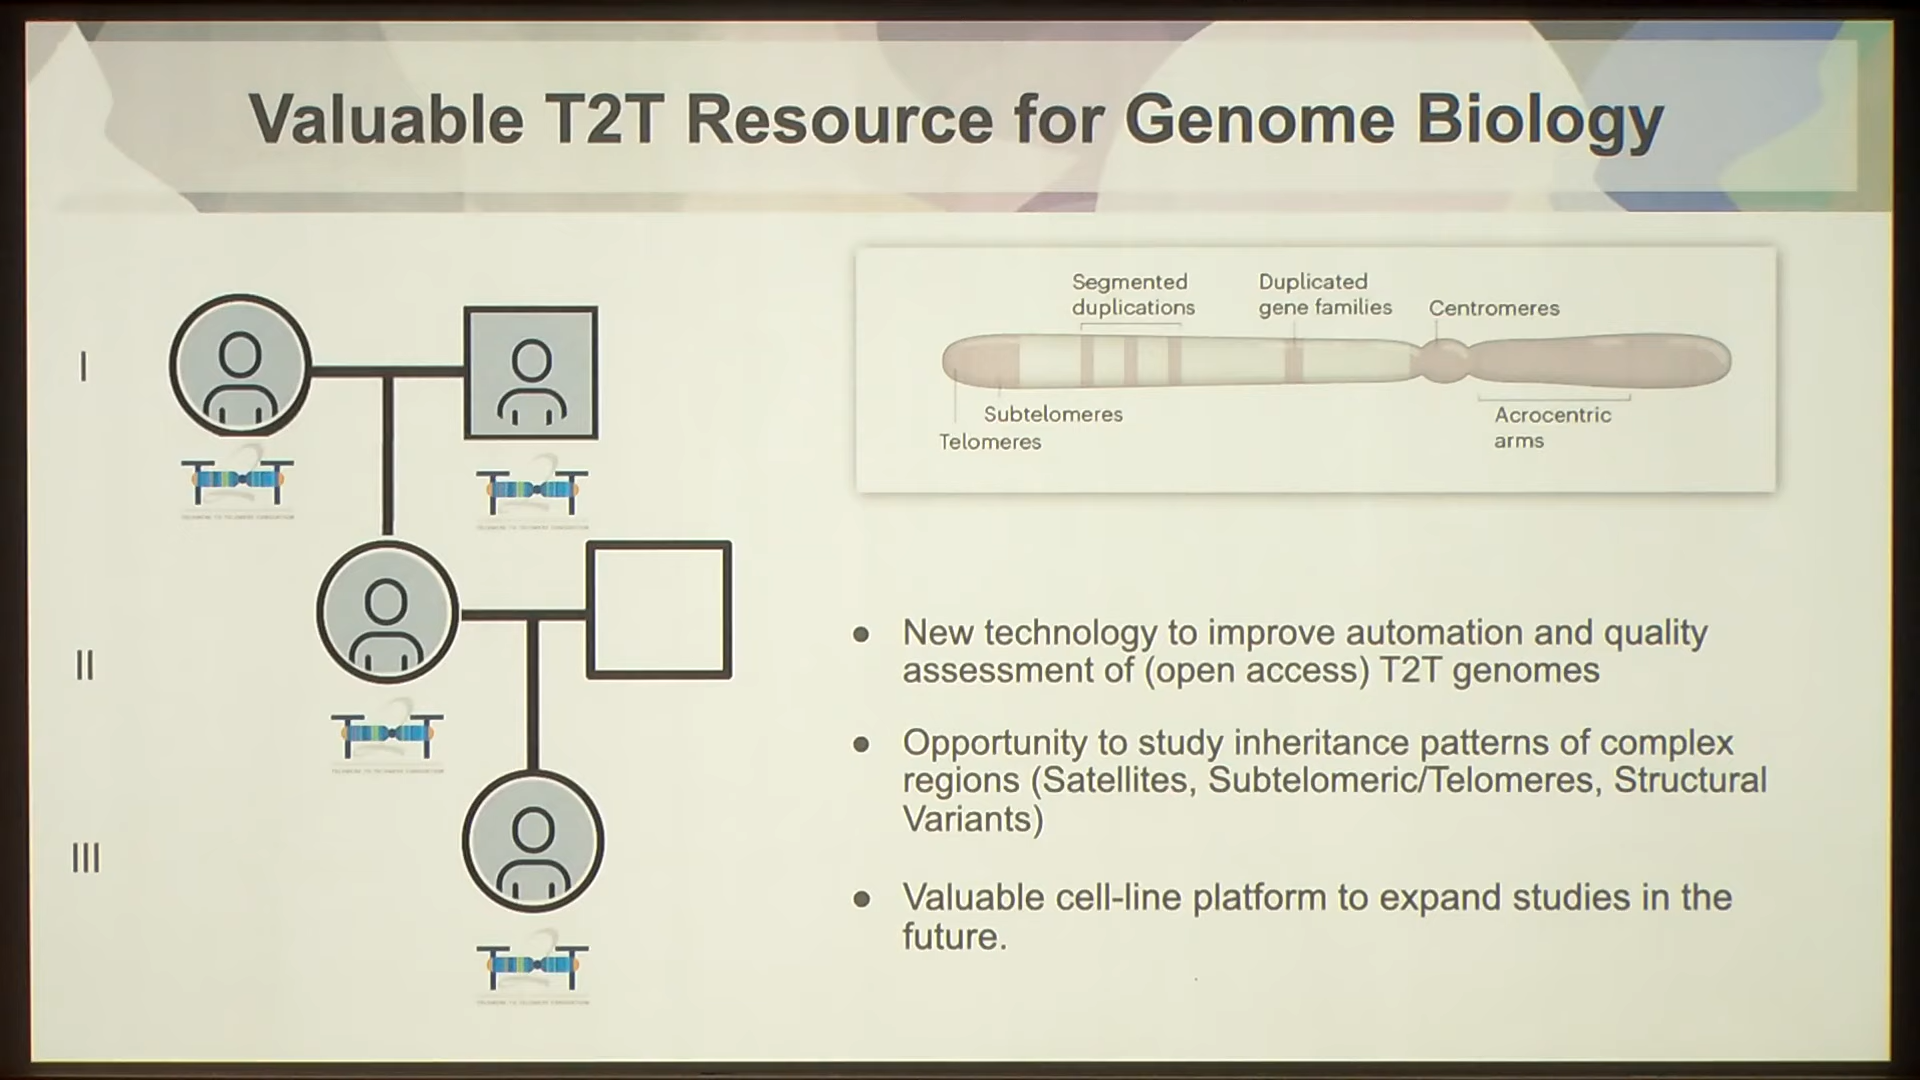 Valuable T2T Resource for Genome Biology
I
II
III
Segmented
duplications
Duplicated
gene families
Centromeres
Subtelomeres
Telomeres
Acrocentric
arms
● New technology to improve automation and quality
assessment of (open access) T2T genomes
● Opportunity to study inheritance patterns of complex
regions (Satellites, Subtelomeric/Telomeres, Structural
Variants)
● Valuable cell-line platform to expand studies in the
future.